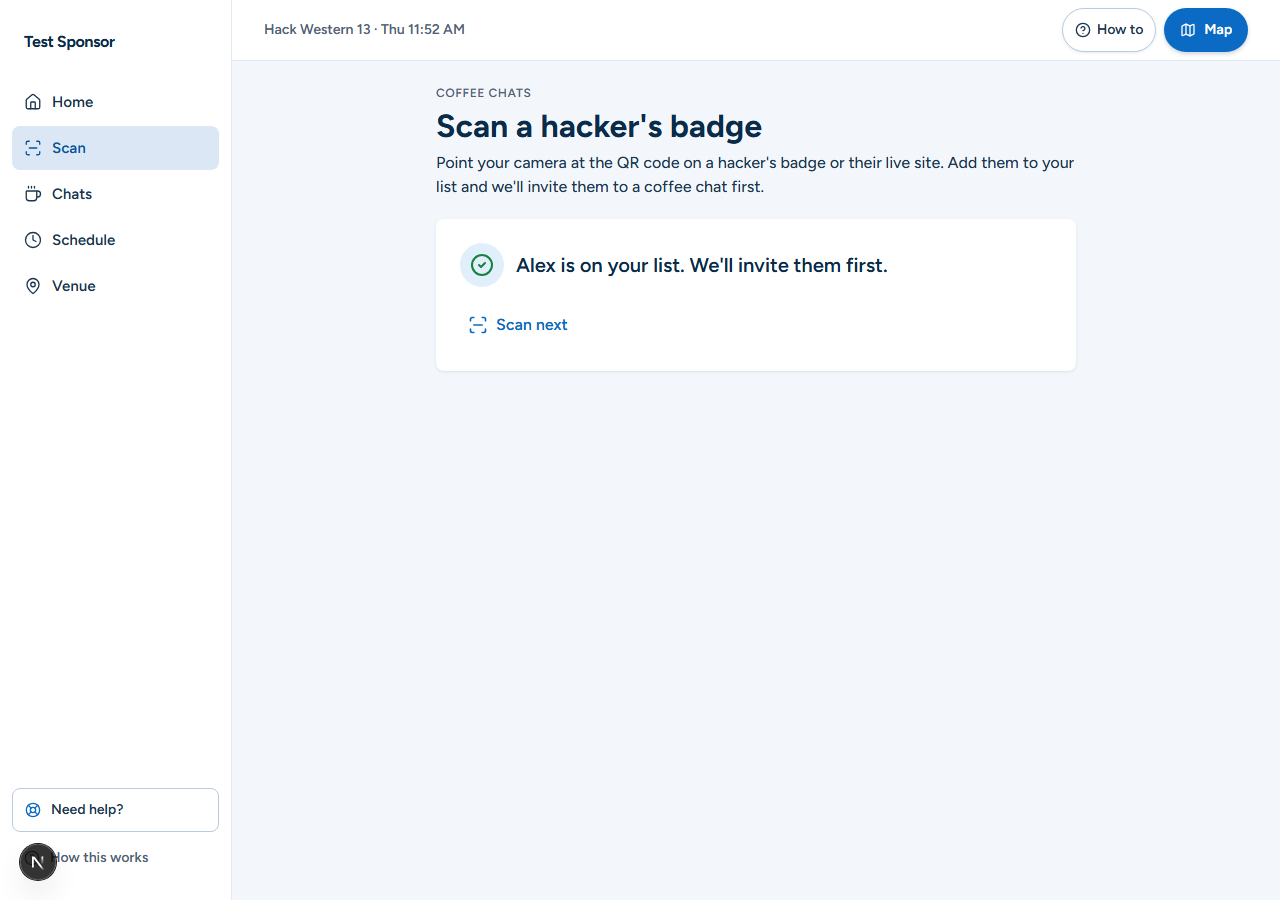 Test Sponsor
Home
Scan
Chats
Schedule
Venue
Need help?
How this works
N
Hack Western 13 · Thu 11:52 AM
How to
Map
COFFEE CHATS
Scan a hacker's badge
Point your camera at the QR code on a hacker's badge or their live site. Add them to your
list and we'll invite them to a coffee chat first.
Alex is on your list. We'll invite them first.
Scan next